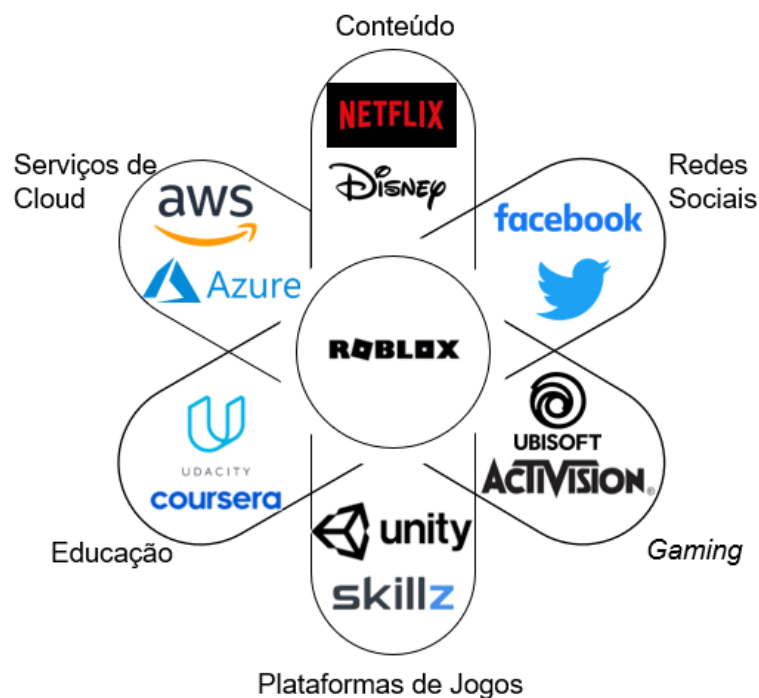 Conteúdo
NETFLIX
DISNEY
Serviços de
Cloud
aws
Azure
Redes
Sociais
facebook
ROBLOX
UDACITY
coursera
Educação
UBISOFT
ACTIVISION®
Gaming
unity
skillz
Plataformas de Jogos